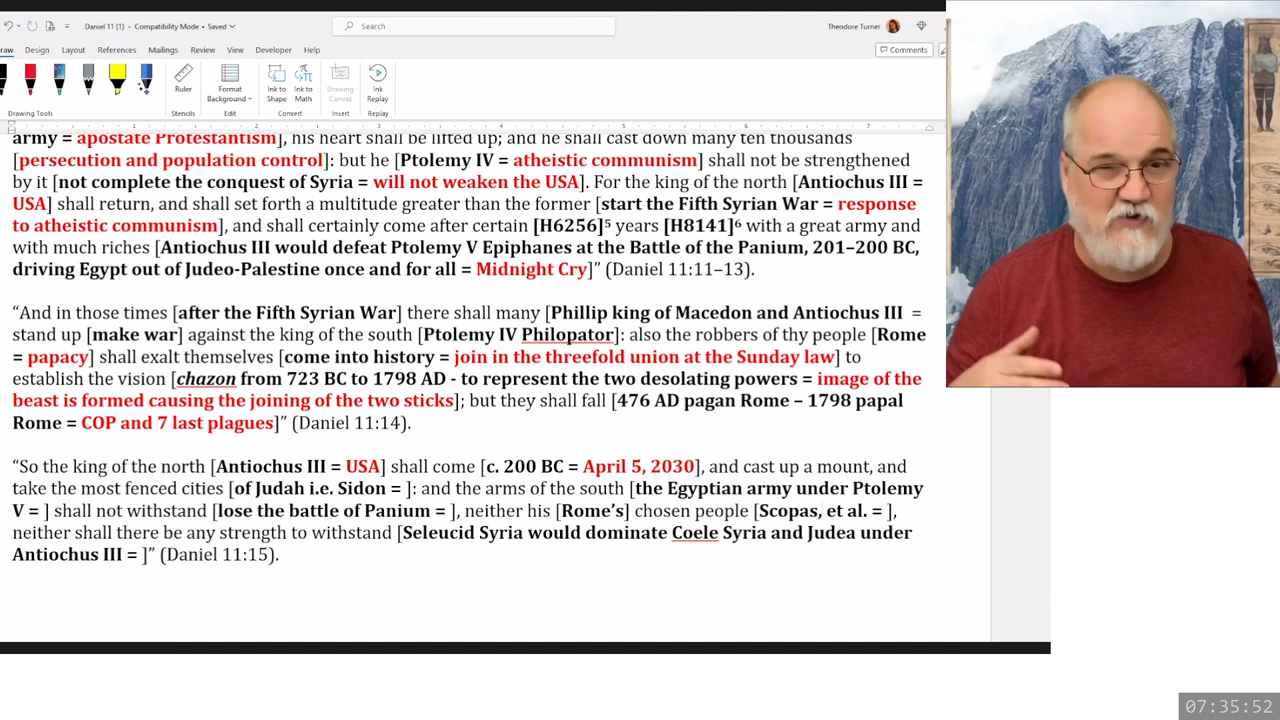 Daniel 11 (1) - Compatibility Mode • Saved
Search
Theodore Turner
raw Design Layout References Mailings Review View Developer Help
Comments
Ruler
Format Background
Ink to Shape
Ink to Math
Drawing Canvas
Ink Replay
Drawing Tools
Stencils
Edit
Convert
Insert
Replay
1 2 3 4 5 6 7
army = apostate Protestantism], his heart shall be lifted up; and he shall cast down many ten thousands
[persecution and population control]: but he [Ptolemy IV = atheistic communism] shall not be strengthened
by it [not complete the conquest of Syria = will not weaken the USA]. For the king of the north [Antiochus III =
USA] shall return, and shall set forth a multitude greater than the former [start the Fifth Syrian War = response
to atheistic communism], and shall certainly come after certain [H6256]⁵ years [H8141]⁶ with a great army and
with much riches [Antiochus III would defeat Ptolemy V Epiphanes at the Battle of the Panium, 201–200 BC,
driving Egypt out of Judeo-Palestine once and for all = Midnight Cry]” (Daniel 11:11–13).
“And in those times [after the Fifth Syrian War] there shall many [Phillip king of Macedon and Antiochus III =
stand up [make war] against the king of the south [Ptolemy IV Philopator]: also the robbers of thy people [Rome
= papacy] shall exalt themselves [come into history = join in the threefold union at the Sunday law] to
establish the vision [chazon from 723 BC to 1798 AD - to represent the two desolating powers = image of the
beast is formed causing the joining of the two sticks]; but they shall fall [476 AD pagan Rome – 1798 papal
Rome = COP and 7 last plagues]” (Daniel 11:14).
“So the king of the north [Antiochus III = USA] shall come [c. 200 BC = April 5, 2030], and cast up a mount, and
take the most fenced cities [of Judah i.e. Sidon = ]: and the arms of the south [the Egyptian army under Ptolemy
V = ] shall not withstand [lose the battle of Panium = ], neither his [Rome’s] chosen people [Scopas, et al. = ],
neither shall there be any strength to withstand [Seleucid Syria would dominate Coele Syria and Judea under
Antiochus III = ]” (Daniel 11:15).
07:35:52